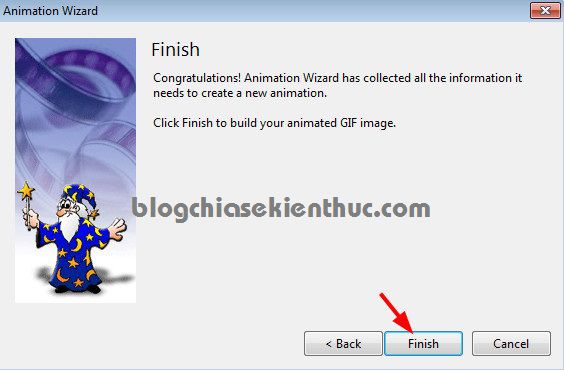 Animation Wizard
Finish
Congratulations! Animation Wizard has collected all the information it
needs to create a new animation.
Click Finish to build your animated GIF image.
blogchiasekienthuc.com
< Back
Finish
Cancel